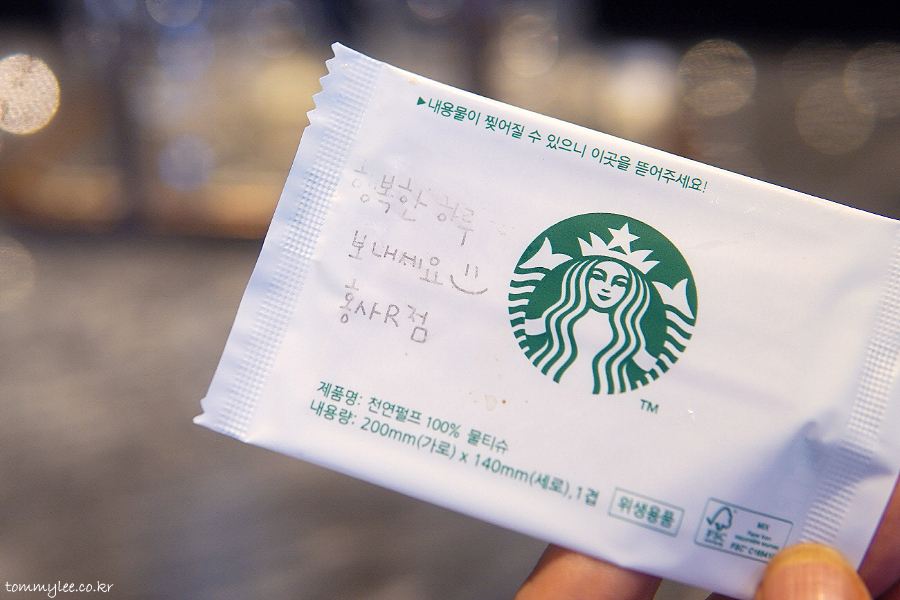 ▶내용물이 찢어질 수 있으니 이곳을 뜯어주세요!
행복한 하루
보내세요
홍사R점
TM
제품명: 천연펄프 100% 물티슈
내용량: 200mm(가로) x 140mm(세로), 1겹
위생용품
FSC
MIX
FSC®
tommylee.co.kr